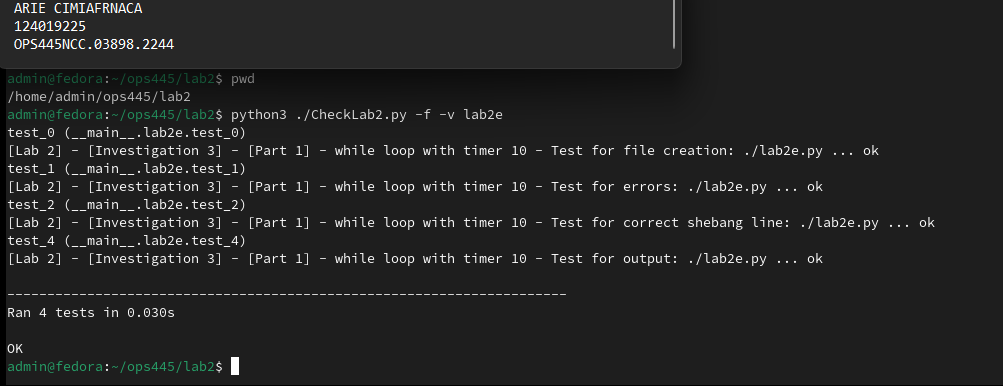 ARIE CIMIAFRNACA
124019225
OPS445NCC.03898.2244
admin@fedora:~/ops445/lab2$ pwd
/home/admin/ops445/lab2
admin@fedora:~/ops445/lab2$ python3 ./CheckLab2.py -f -v lab2e
test_0 (__main__.lab2e.test_0)
[Lab 2] - [Investigation 3] - [Part 1] - while loop with timer 10 - Test for file creation: ./lab2e.py ... ok
test_1 (__main__.lab2e.test_1)
[Lab 2] - [Investigation 3] - [Part 1] - while loop with timer 10 - Test for errors: ./lab2e.py ... ok
test_2 (__main__.lab2e.test_2)
[Lab 2] - [Investigation 3] - [Part 1] - while loop with timer 10 - Test for correct shebang line: ./lab2e.py ... ok
test_4 (__main__.lab2e.test_4)
[Lab 2] - [Investigation 3] - [Part 1] - while loop with timer 10 - Test for output: ./lab2e.py ... ok
----------------------------------------------------------------------
Ran 4 tests in 0.030s
OK
admin@fedora:~/ops445/lab2$